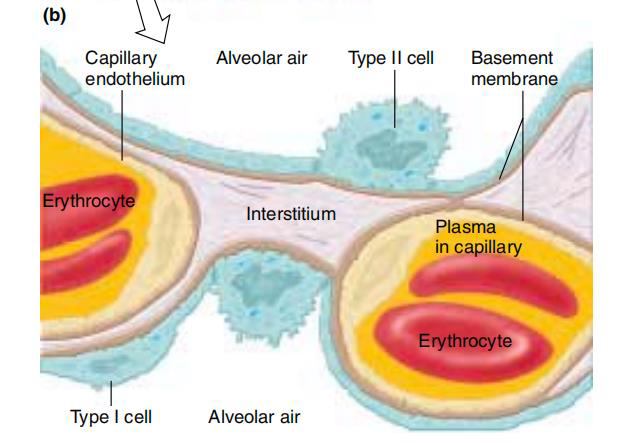 (b)
Capillary
endothelium
Alveolar air
Type II cell
Basement
membrane
Erythrocyte
Interstitium
Plasma
in capillary
Erythrocyte
Type I cell
Alveolar air